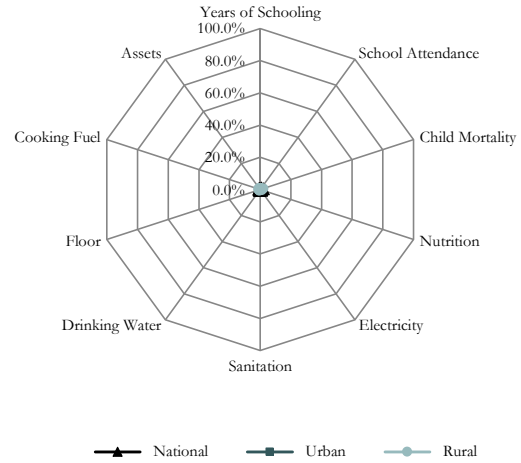 Years of Schooling
100.0%
Assets
School Attendance
80.0%
60.0%
Cooking Fuel
40.0%
Child Mortality
20.0%
0.0%
Floor
Nutrition
Drinking Water
Electricity
Sanitation
National Urban Rural